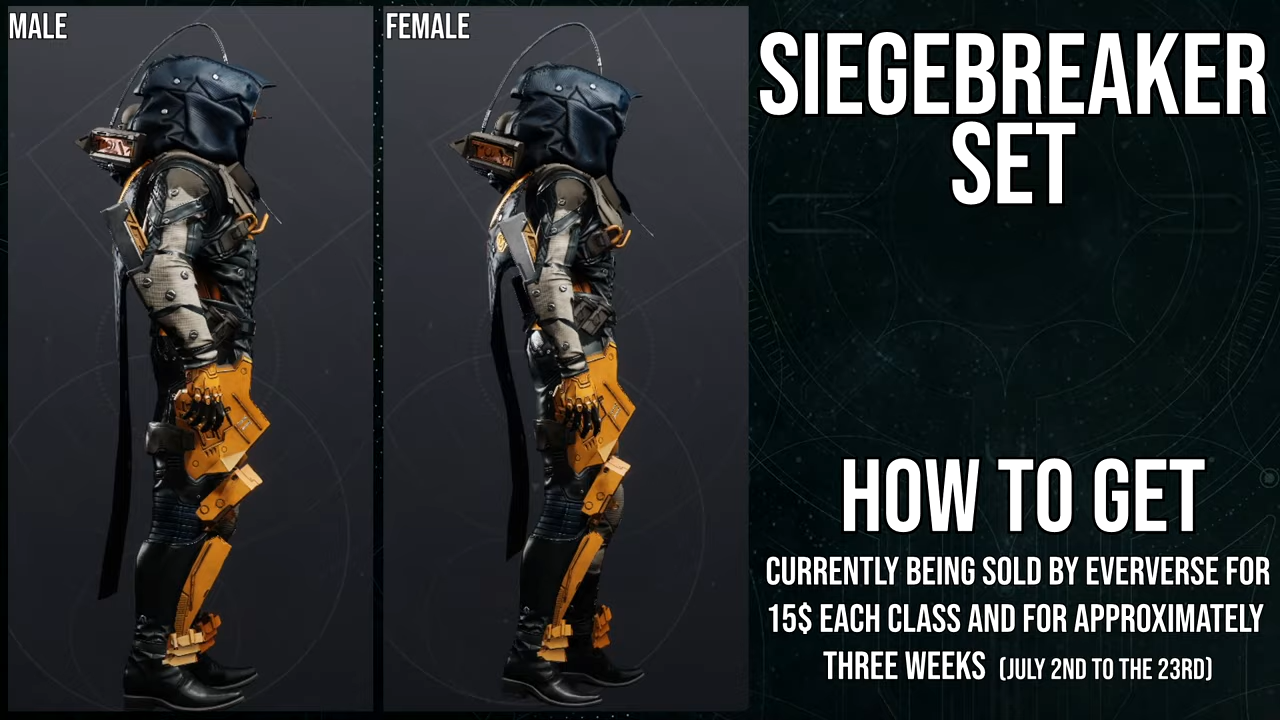 MALE
FEMALE
SIEGEBREAKER
SET
HOW TO GET
CURRENTLY BEING SOLD BY EVERVERSE FOR
15$ EACH CLASS AND FOR APPROXIMATELY
THREE WEEKS (JULY 2ND TO THE 23RD)